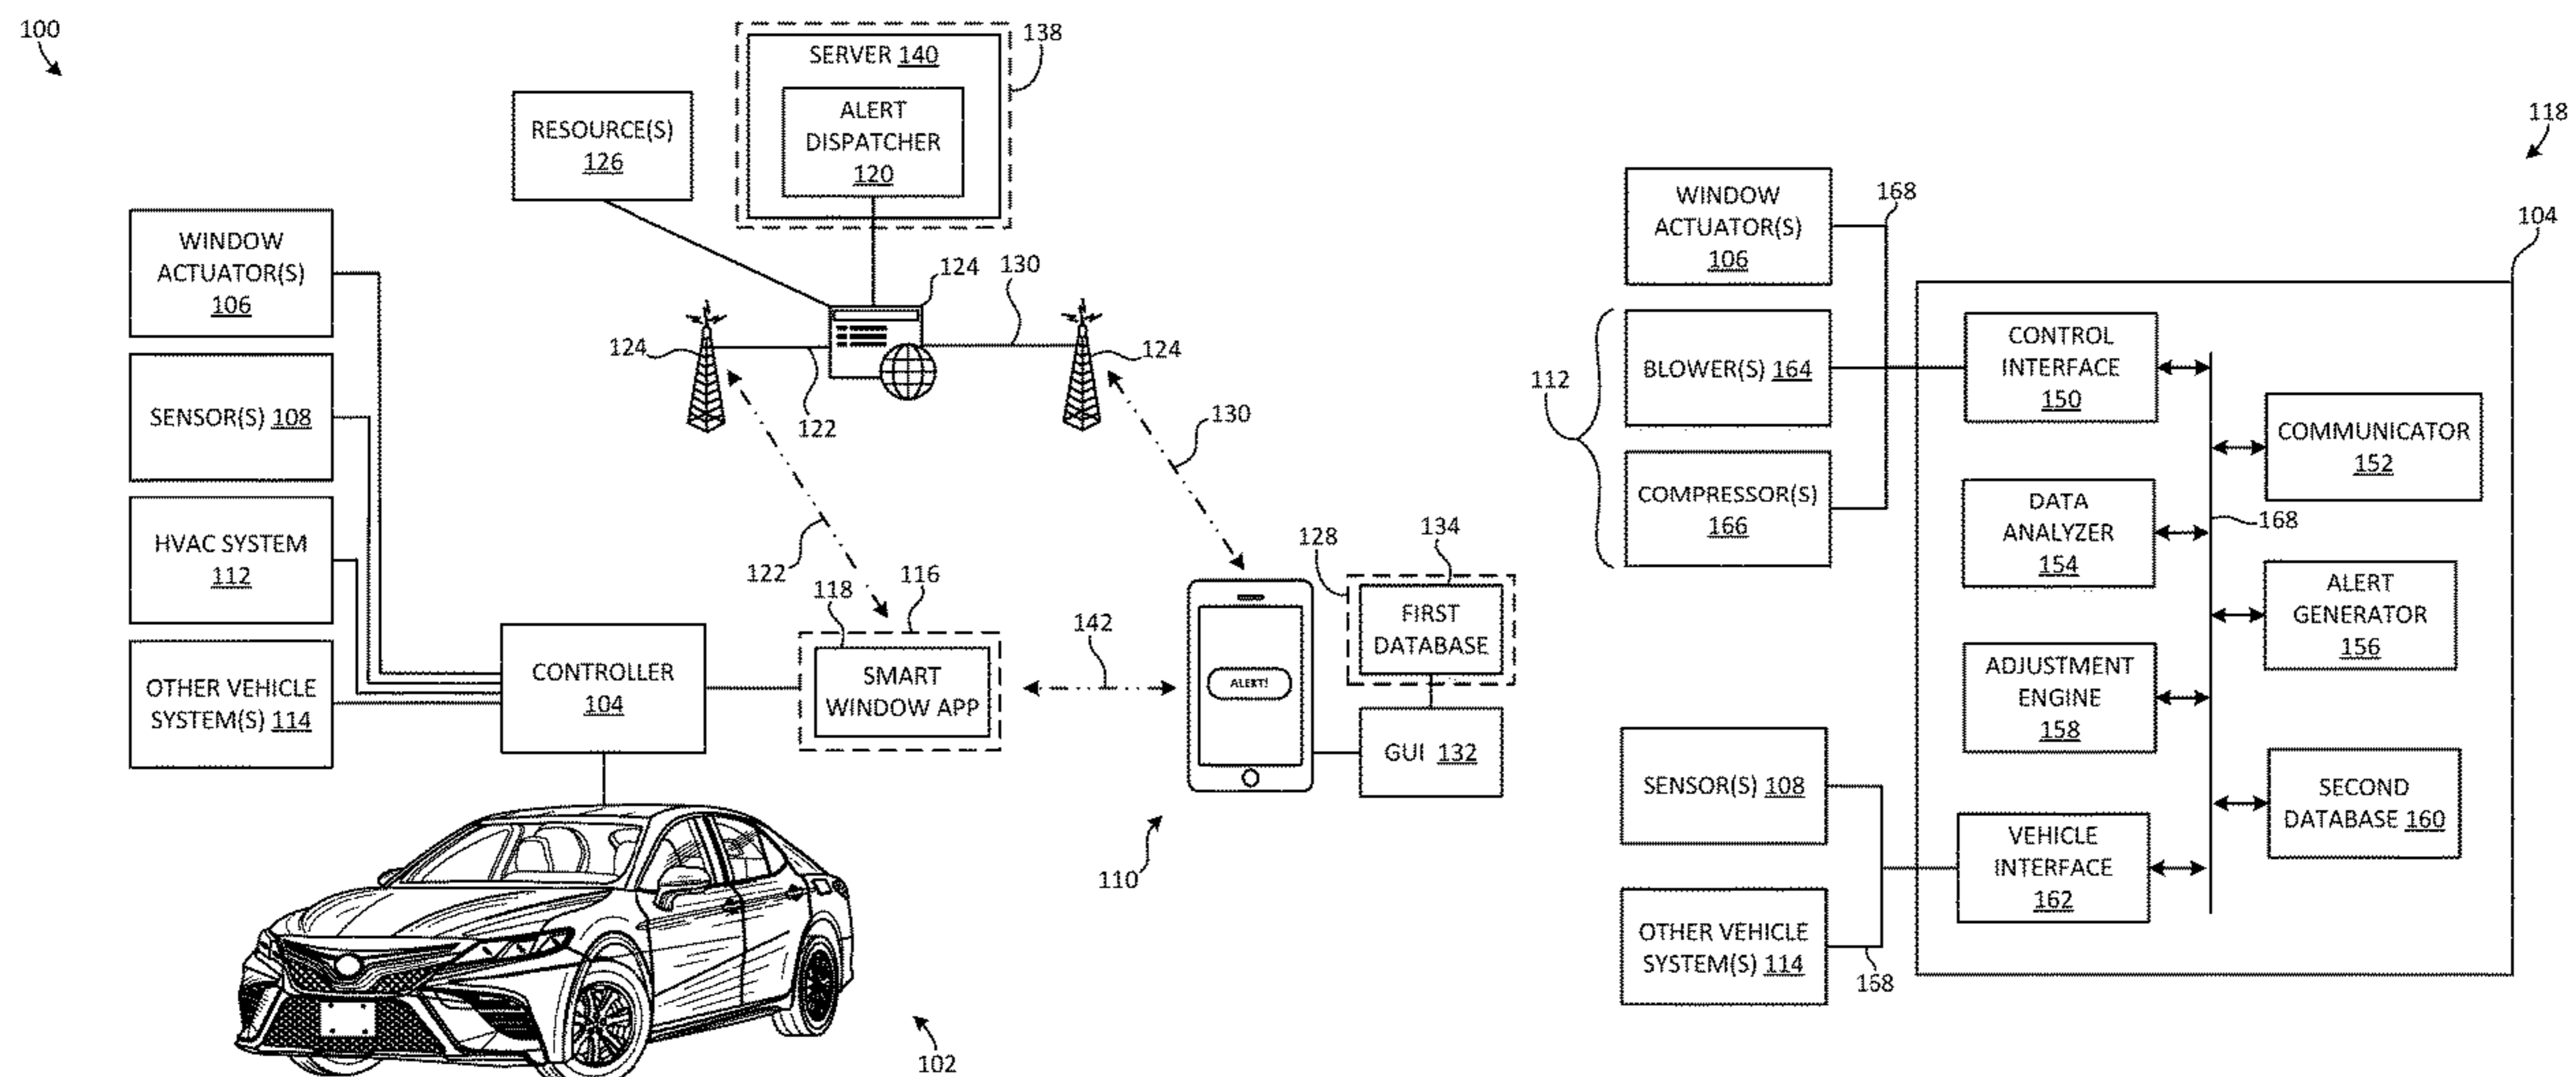 100
138
SERVER 140
ALERT
DISPATCHER
120
RESOURCE(S)
126
WINDOW
ACTUATOR(S)
106
124
130
124
124
122
130
SENSOR(S) 108
HVAC SYSTEM
112
122
118
116
OTHER VEHICLE
SYSTEM(S) 114
CONTROLLER
104
SMART
WINDOW APP
142
128
134
FIRST
DATABASE
ALERT!
GUI 132
110
102
118
104
WINDOW
ACTUATOR(S)
106
168
112
BLOWER(S) 164
COMPRESSOR(S)
166
CONTROL
INTERFACE
150
COMMUNICATOR
152
DATA
ANALYZER
154
168
ALERT
GENERATOR
156
ADJUSTMENT
ENGINE
158
SENSOR(S) 108
SECOND
DATABASE 160
VEHICLE
INTERFACE
162
OTHER VEHICLE
SYSTEM(S) 114
168